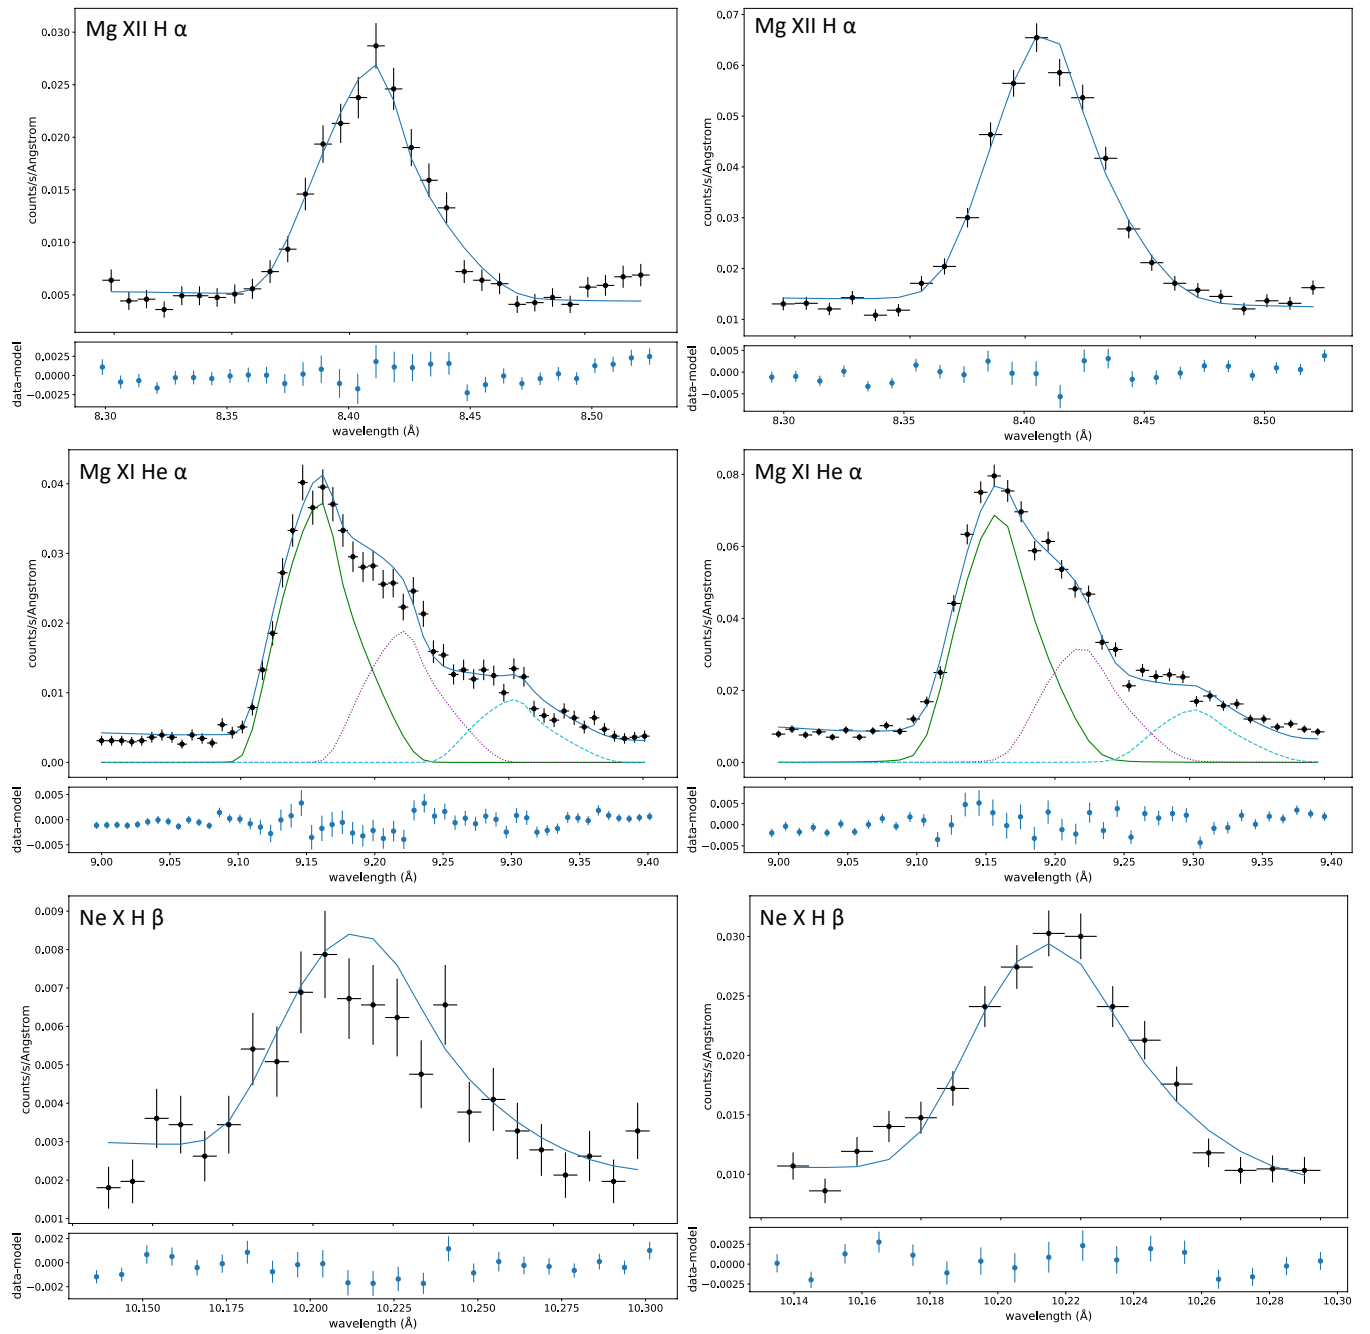 Mg XII H α
0.030
0.025
0.020
0.015
0.010
0.005
counts/s/Angstrom
0.0025
0.0000
−0.0025
data-model
8.30 8.35 8.40 8.45 8.50
wavelength (Å)
Mg XII H α
0.07
0.06
0.05
0.04
0.03
0.02
0.01
counts/s/Angstrom
0.005
0.000
−0.005
data-model
8.30 8.35 8.40 8.45 8.50
wavelength (Å)
Mg XI He α
0.04
0.03
0.02
0.01
0.00
counts/s/Angstrom
0.005
0.000
−0.005
data-model
9.00 9.05 9.10 9.15 9.20 9.25 9.30 9.35 9.40
wavelength (Å)
Mg XI He α
0.08
0.06
0.04
0.02
0.00
counts/s/Angstrom
0.005
0.000
−0.005
data-model
9.00 9.05 9.10 9.15 9.20 9.25 9.30 9.35 9.40
wavelength (Å)
Ne X H β
0.009
0.008
0.007
0.006
0.005
0.004
0.003
0.002
0.001
counts/s/Angstrom
0.002
0.000
−0.002
data-model
10.150 10.175 10.200 10.225 10.250 10.275 10.300
wavelength (Å)
Ne X H β
0.030
0.025
0.020
0.015
0.010
counts/s/Angstrom
0.0025
0.0000
−0.0025
data-model
10.14 10.16 10.18 10.20 10.22 10.24 10.26 10.28 10.30
wavelength (Å)